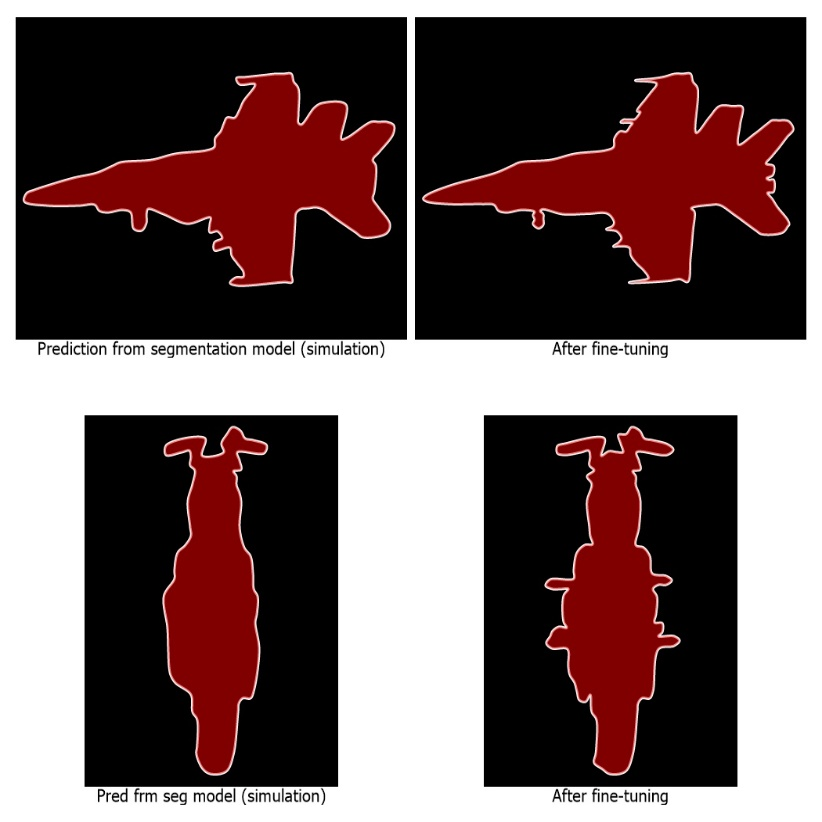 Prediction from segmentation model (simulation)
After fine-tuning
Pred frm seg model (simulation)
After fine-tuning